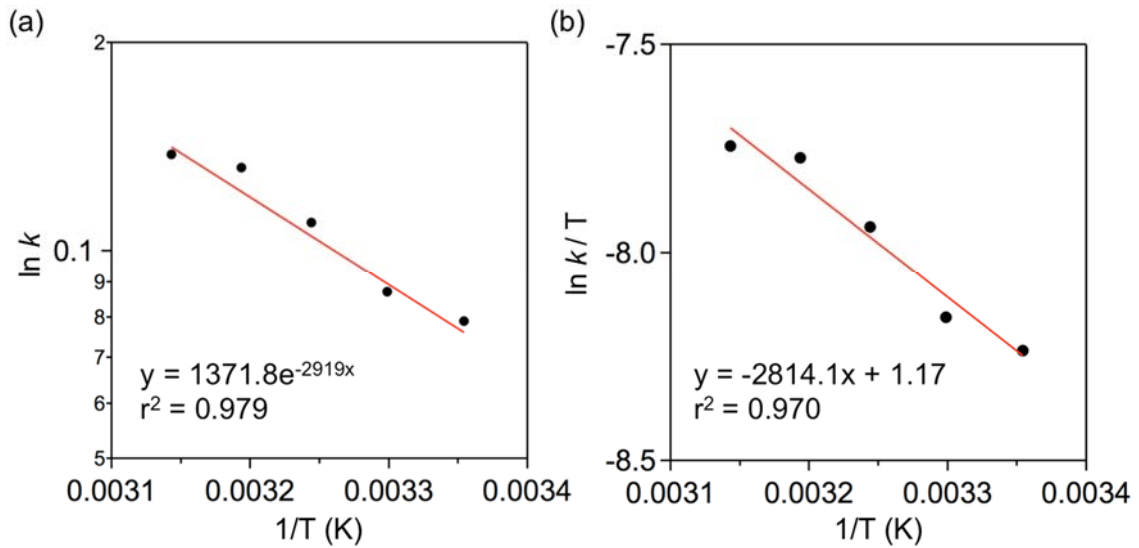 (a)
2
0.1
9
8
7
6
5
ln k
y = 1371.8e-2919x
r2 = 0.979
0.0031 0.0032 0.0033 0.0034
1/T (K)
(b)
-7.5
-8.0
-8.5
ln k / T
y = -2814.1x + 1.17
r2 = 0.970
0.0031 0.0032 0.0033 0.0034
1/T (K)